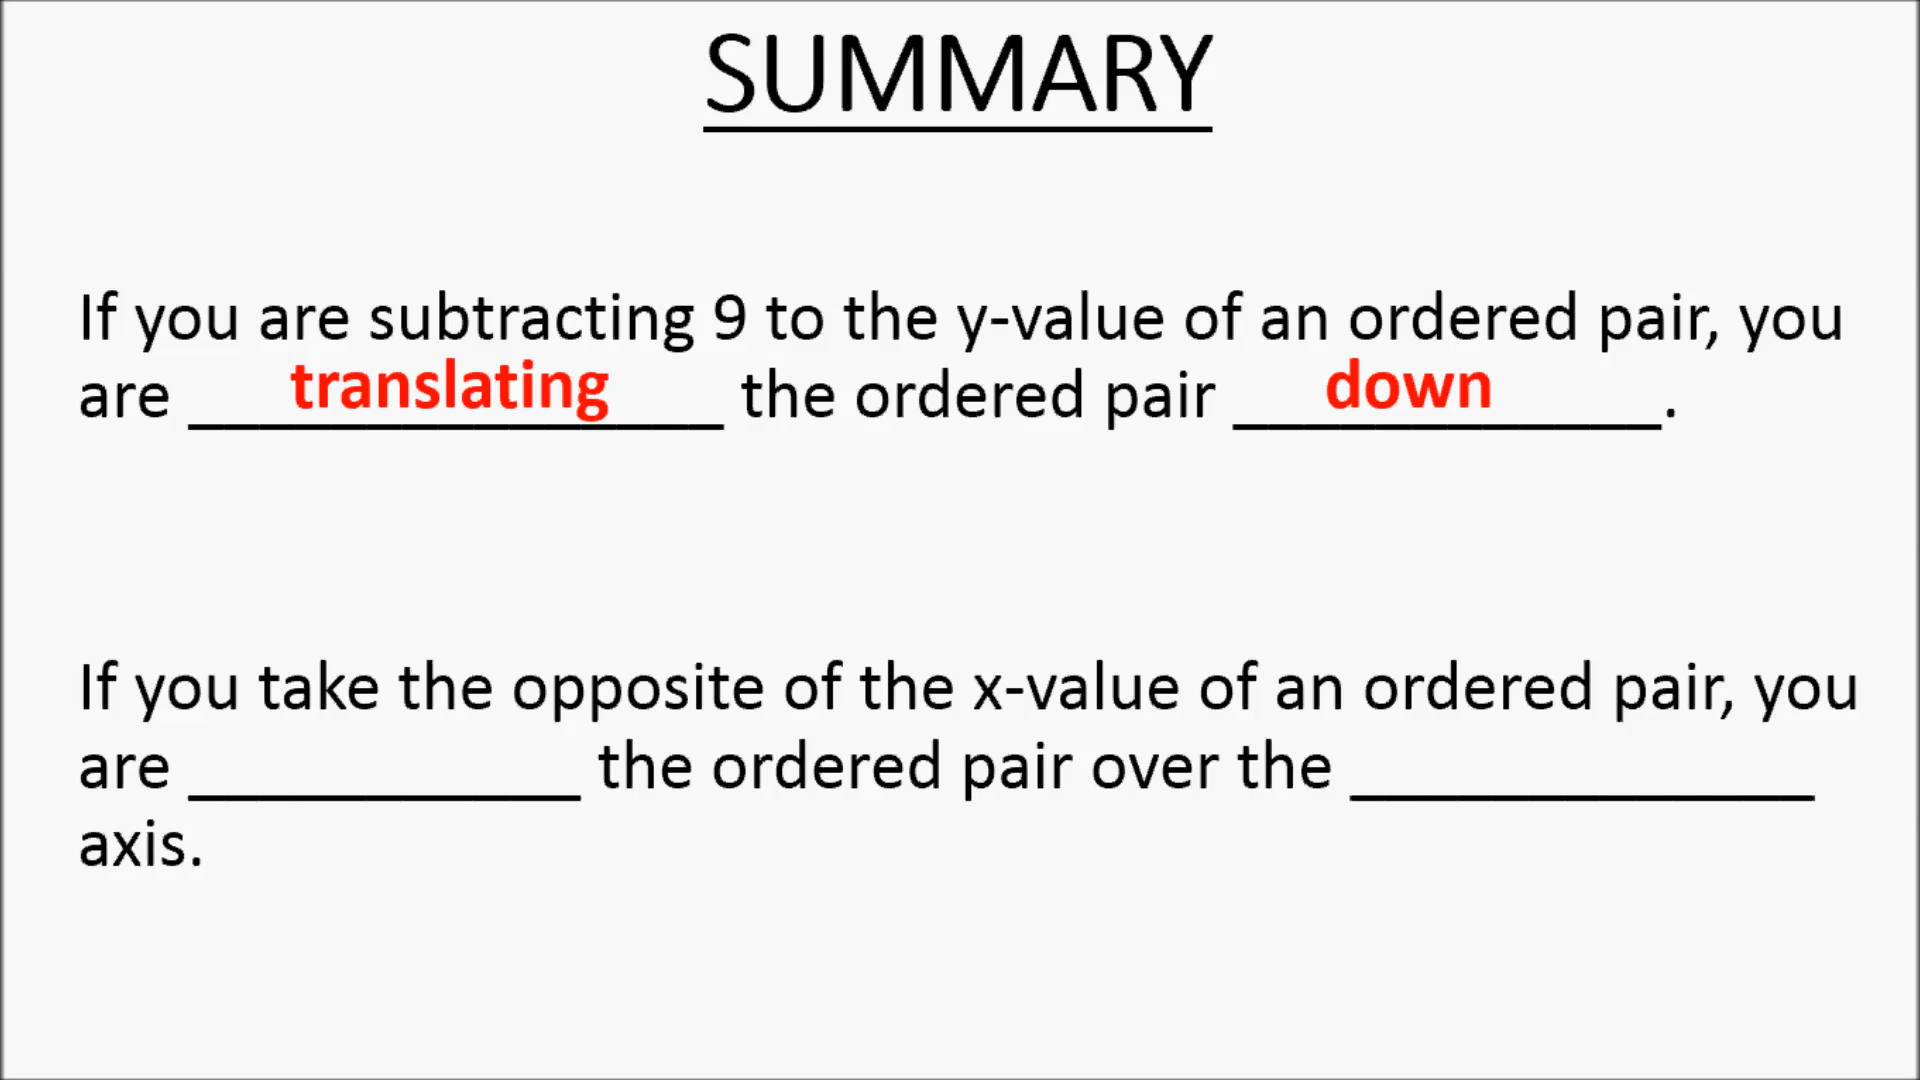 SUMMARY
If you are subtracting 9 to the y-value of an ordered pair, you
are translating the ordered pair down.
If you take the opposite of the x-value of an ordered pair, you
are ___________ the ordered pair over the _____________
axis.